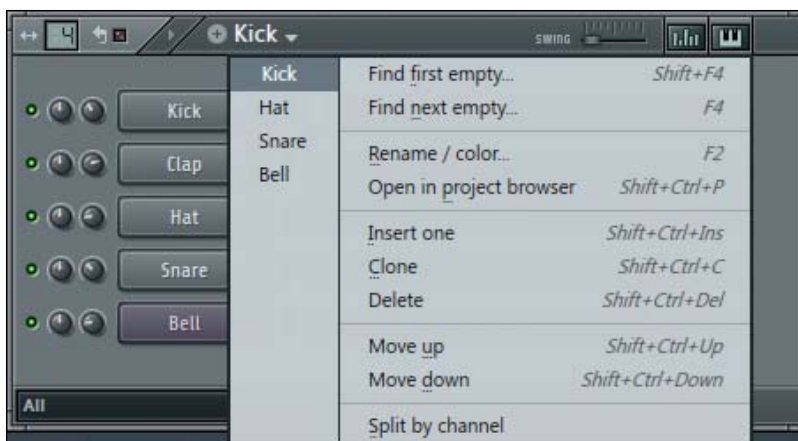 Kick
SWING
Kick
Hat
Snare
Bell
Find first empty... Shift+F4
Find next empty... F4
Rename / color... F2
Open in project browser Shift+Ctrl+P
Insert one Shift+Ctrl+Ins
Clone Shift+Ctrl+C
Delete Shift+Ctrl+Del
Move up Shift+Ctrl+Up
Move down Shift+Ctrl+Down
Split by channel
Kick
Clap
Hat
Snare
Bell
All